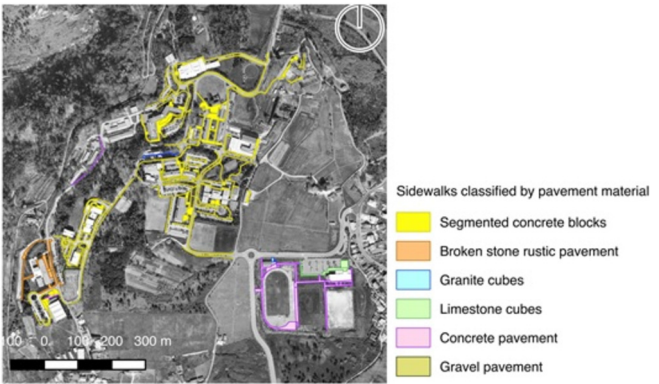 Sidewalks classified by pavement material
Segmented concrete blocks
Broken stone rustic pavement
Granite cubes
Limestone cubes
Concrete pavement
Gravel pavement
100 0. 100 200 300 m